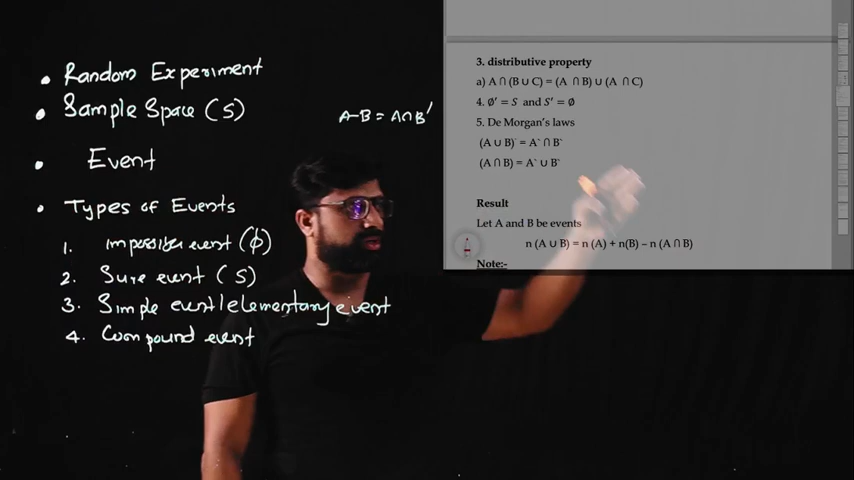 • Random Experiment
• Sample Space (S)
• Event
• Types of Events
1. Impossible event (ϕ)
2. Sure event (S)
3. Simple event/elementary event
4. Compound event
A-B = A∩B'
3. distributive property
a) A ∩ (B ∪ C) = (A ∩ B) ∪ (A ∩ C)
4. Ø' = S and S' = Ø
5. De Morgan's laws
(A ∪ B)` = A` ∩ B`
(A ∩ B) = A` ∪ B`
Result
Let A and B be events
n (A ∪ B) = n (A) + n(B) – n (A ∩ B)
Note:-